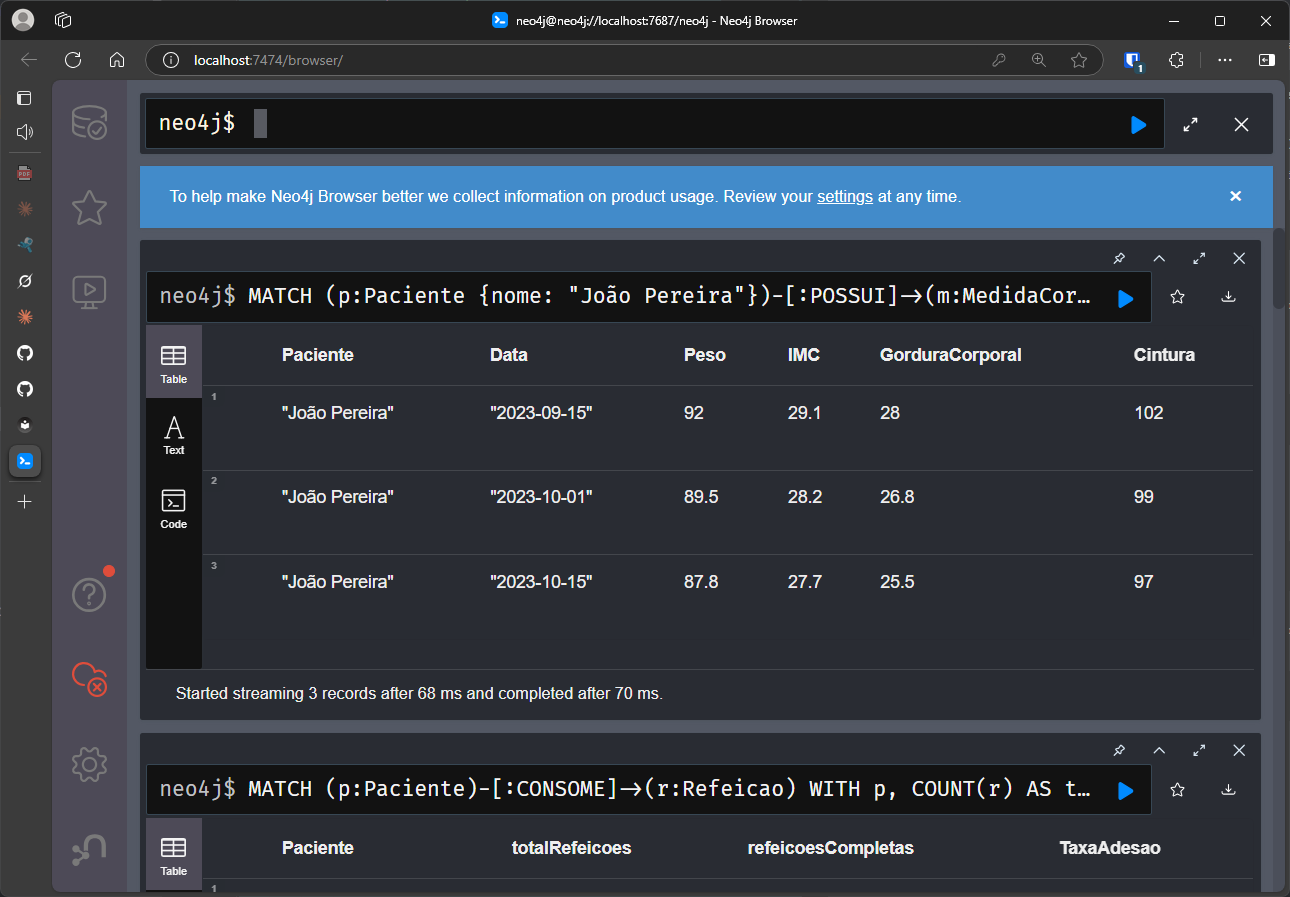 neo4j@neo4j://localhost:7687/neo4j - Neo4j Browser
localhost:7474/browser/
1
neo4j$
To help make Neo4j Browser better we collect information on product usage. Review your settings at any time.
neo4j$ MATCH (p:Paciente {nome: "João Pereira"})-[:POSSUI]->(m:MedidaCor…
Table
Text
Code
Paciente Data Peso IMC GorduraCorporal Cintura
1 "João Pereira" "2023-09-15" 92 29.1 28 102
2 "João Pereira" "2023-10-01" 89.5 28.2 26.8 99
3 "João Pereira" "2023-10-15" 87.8 27.7 25.5 97
Started streaming 3 records after 68 ms and completed after 70 ms.
neo4j$ MATCH (p:Paciente)-[:CONSOME]->(r:Refeicao) WITH p, COUNT(r) AS t…
Table
Paciente totalRefeicoes refeicoesCompletas TaxaAdesao
1